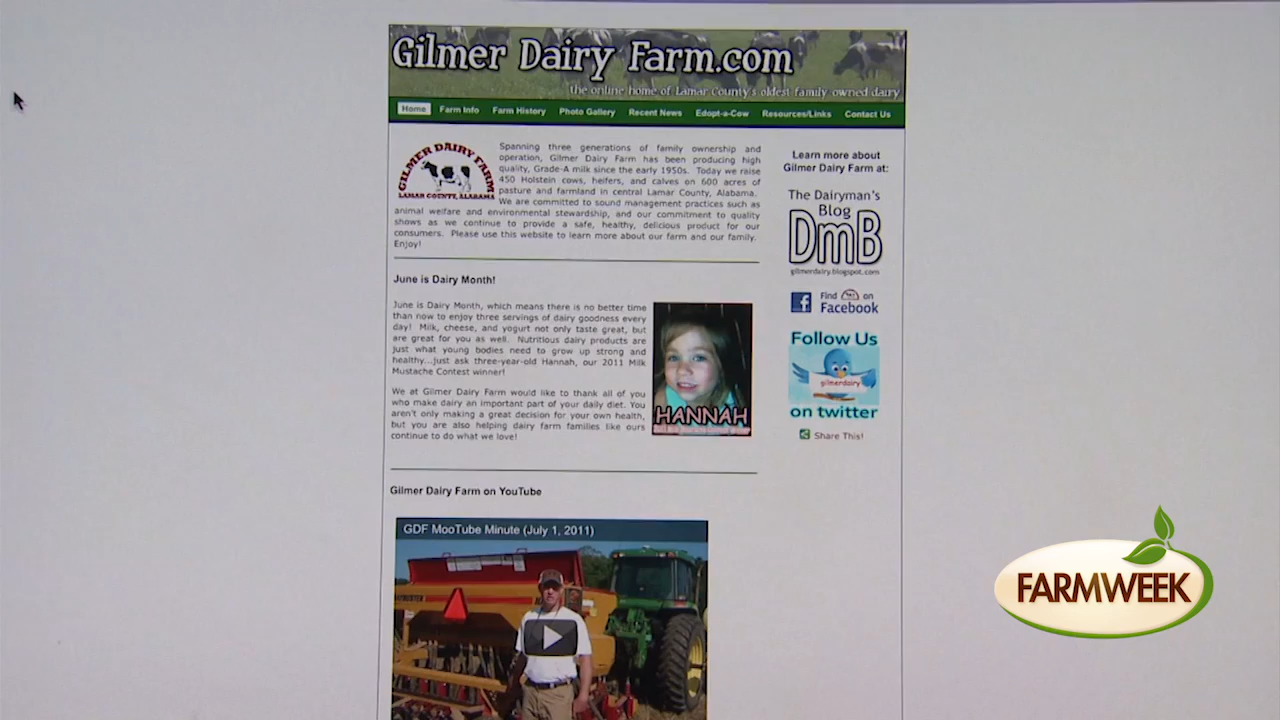 Gilmer Dairy Farm.com
the online home of Lamar County's oldest family owned dairy
Home Farm Info Farm History Photo Gallery Recent News Edopt-a-Cow Resources/Links Contact Us
GILMER DAIRY FARM
LAMAR COUNTY, ALABAMA
Spanning three generations of family ownership and
operation, Gilmer Dairy Farm has been producing high
quality, Grade-A milk since the early 1950s. Today we raise
450 Holstein cows, heifers, and calves on 600 acres of
pasture and farmland in central Lamar County, Alabama.
We are committed to sound management practices such as
animal welfare and environmental stewardship, and our commitment to quality
shows as we continue to provide a safe, healthy, delicious product for our
consumers. Please use this website to learn more about our farm and our family.
Enjoy!
June is Dairy Month!
June is Dairy Month, which means there is no better time
than now to enjoy three servings of dairy goodness every
day! Milk, cheese, and yogurt not only taste great, but
are great for you as well. Nutritious dairy products are
just what young bodies need to grow up strong and
healthy...just ask three-year-old Hannah, our 2011 Milk
Mustache Contest winner!
HANNAH
We at Gilmer Dairy Farm would like to thank all of you
who make dairy an important part of your daily diet. You
aren't only making a great decision for your own health,
but you are also helping dairy farm families like ours
continue to do what we love!
Gilmer Dairy Farm on YouTube
GDF MooTube Minute (July 1, 2011)
Learn more about
Gilmer Dairy Farm at:
The Dairyman's
Blog
DmB
gilmerdairy.blogspot.com
Find on
Facebook
Follow Us
gilmerdairy
on twitter
Share This!
FARMWEEK